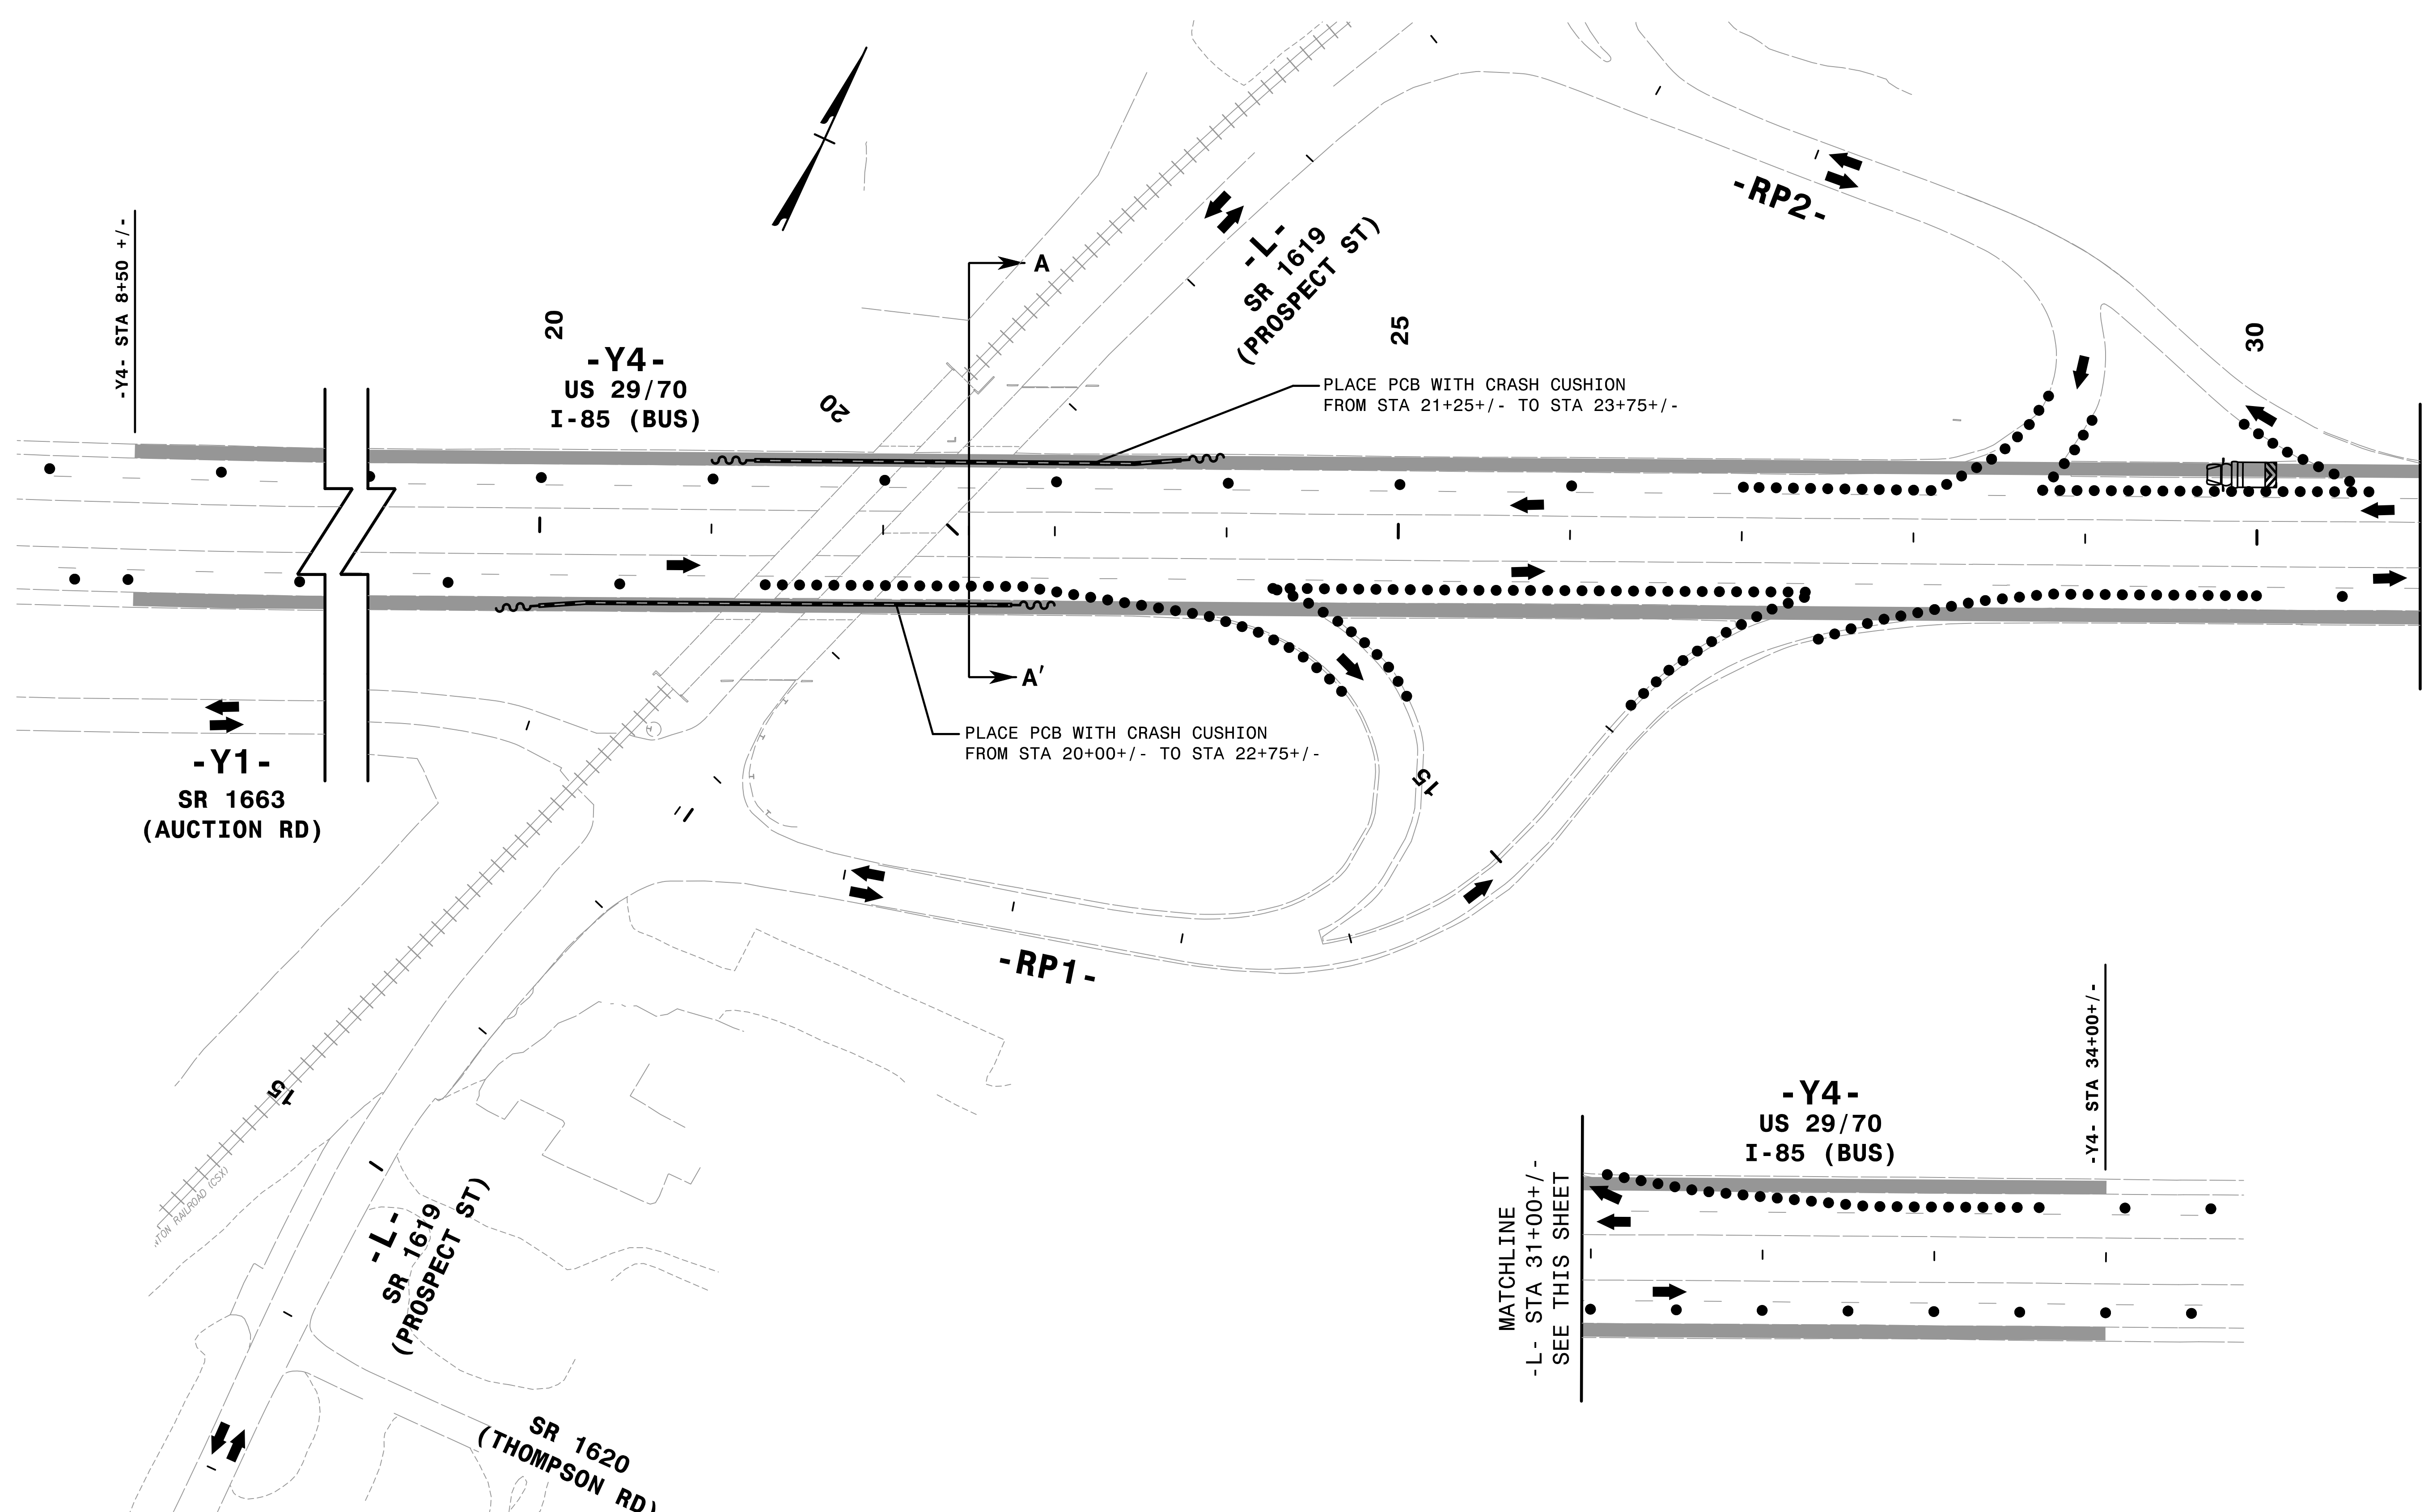 -Y4- STA 8+50 +/-
20
-Y4-
US 29/70
I-85 (BUS)
20
A
-L-
SR 1619
(PROSPECT ST)
25
-RP2-
30
PLACE PCB WITH CRASH CUSHION
FROM STA 21+25+/- TO STA 23+75+/-
A'
PLACE PCB WITH CRASH CUSHION
FROM STA 20+00+/- TO STA 22+75+/-
-Y1-
SR 1663
(AUCTION RD)
15
-RP1-
15
RAILROAD (CSX)
-L-
SR 1619
(PROSPECT ST)
SR 1620
(THOMPSON RD)
MATCHLINE
-L- STA 31+00+/-
SEE THIS SHEET
-Y4-
US 29/70
I-85 (BUS)
-Y4- STA 34+00+/-